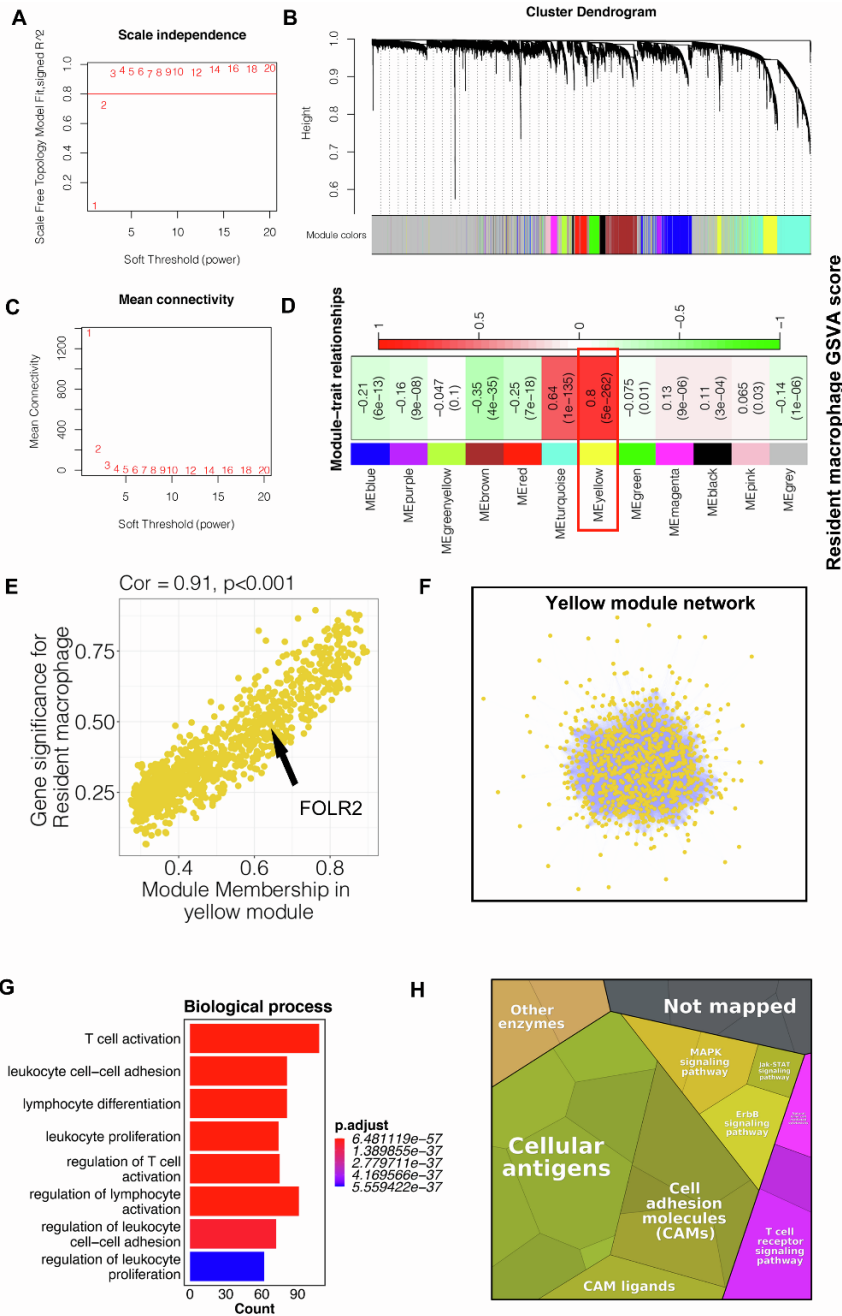 A
Scale independence
Scale Free Topology Model Fit,signed R^2
1.0
0.8
0.6
0.4
0.2
1
2
3 4 5 6 7 8 9 10 12 14 16 18 20
5 10 15 20
Soft Threshold (power)
B
Cluster Dendrogram
Height
1.0
0.9
0.8
0.7
0.6
Module colors
C
Mean connectivity
Mean Connectivity
1200
800
400
0
1
2
3 4 5 6 7 8 9 10 12 14 16 18 20
5 10 15 20
Soft Threshold (power)
D
Module−trait relationships
1 0.5 0 −0.5 −1
−0.21
(6e−13)
−0.16
(9e−08)
−0.047
(0.1)
−0.35
(4e−35)
−0.25
(7e−18)
0.64
(1e−135)
0.8
(5e−262)
−0.075
(0.01)
0.13
(9e−06)
0.11
(3e−04)
0.065
(0.03)
−0.14
(1e−06)
MEblue
MEpurple
MEgreenyellow
MEbrown
MEred
MEturquoise
MEyellow
MEgreen
MEmagenta
MEblack
MEpink
MEgrey
Resident macrophage GSVA score
E
Cor = 0.91, p<0.001
Gene significance for
Resident macrophage
0.75
0.50
0.25
FOLR2
0.4 0.6 0.8
Module Membership in
yellow module
F
Yellow module network
G
Biological process
T cell activation
leukocyte cell−cell adhesion
lymphocyte differentiation
leukocyte proliferation
regulation of T cell
activation
regulation of lymphocyte
activation
regulation of leukocyte
cell−cell adhesion
regulation of leukocyte
proliferation
0 30 60 90
Count
p.adjust
6.481119e−57
1.389855e−37
2.779711e−37
4.169566e−37
5.559422e−37
H
Other
enzymes
Not mapped
MAPK
signaling
pathway
Jak-STAT
signaling
pathway
ErbB
signaling
pathway
Cellular
antigens
Cell
adhesion
molecules
(CAMs)
T cell
receptor
signaling
pathway
CAM ligands